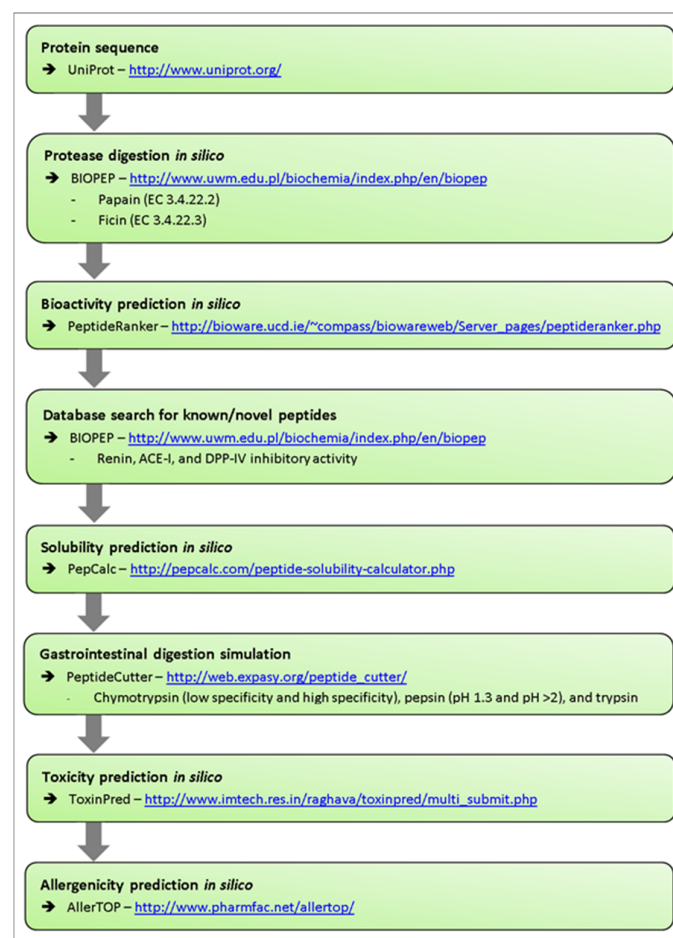 Protein sequence
➔ UniProt – http://www.uniprot.org/
Protease digestion in silico
➔ BIOPEP – http://www.uwm.edu.pl/biochemia/index.php/en/biopep
- Papain (EC 3.4.22.2)
- Ficin (EC 3.4.22.3)
Bioactivity prediction in silico
➔ PeptideRanker – http://bioware.ucd.ie/~compass/biowareweb/Server_pages/peptideranker.php
Database search for known/novel peptides
➔ BIOPEP – http://www.uwm.edu.pl/biochemia/index.php/en/biopep
- Renin, ACE-I, and DPP-IV inhibitory activity
Solubility prediction in silico
➔ PepCalc – http://pepcalc.com/peptide-solubility-calculator.php
Gastrointestinal digestion simulation
➔ PeptideCutter – http://web.expasy.org/peptide_cutter/
- Chymotrypsin (low specificity and high specificity), pepsin (pH 1.3 and pH >2), and trypsin
Toxicity prediction in silico
➔ ToxinPred – http://www.imtech.res.in/raghava/toxinpred/multi_submit.php
Allergenicity prediction in silico
➔ AllerTOP – http://www.pharmfac.net/allertop/